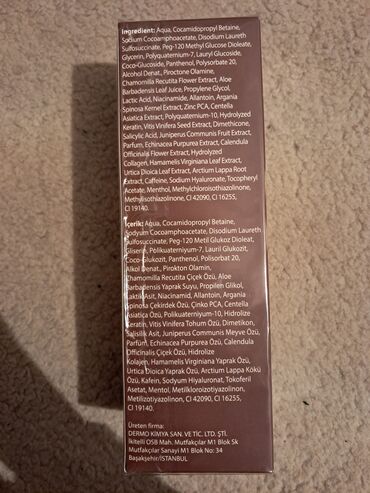 Ingredient: Aqua, Cocamidopropyl Betaine,
Sodium Cocoamphoacetate, Disodium Laureth
Sulfosuccinate, Peg-120 Methyl Glucose Dioleate,
Glycerin, Polyquaternium-7, Lauryl Glucoside,
Coco-Glucoside, Panthenol, Polysorbate 20,
Alcohol Denat., Piroctone Olamine,
Chamomilla Recutita Flower Extract, Aloe
Barbadensis Leaf Juice, Propylene Glycol,
Lactic Acid, Niacinamide, Allantoin, Argania
Spinosa Kernel Extract, Zinc PCA, Centella
Asiatica Extract, Polyquaternium-10, Hydrolyzed
Keratin, Vitis Vinifera Seed Extract, Dimethicone,
Salicylic Acid, Juniperus Communis Fruit Extract,
Parfum, Echinacea Purpurea Extract, Calendula
Officinalis Flower Extract, Hydrolyzed
Collagen, Hamamelis Virginiana Leaf Extract,
Urtica Dioica Leaf Extract, Arctium Lappa Root
Extract, Caffeine, Sodium Hyaluronate, Tocopheryl
Acetate, Menthol, Methylchloroisothiazolinone,
Methylisothiazolinone, CI 42090, CI 16255,
CI 19140.
İçerik: Aqua, Cocamidopropyl Betaine,
Sodyum Cocoamphoacetate, Disodium Laureth
Sulfosuccinate, Peg-120 Metil Glukoz Dioleat,
Gliserin, Polikuaterniyum-7, Lauril Glukozit,
Coco-Glukozit, Panthenol, Polisorbat 20,
Alkol Denat., Pirokton Olamin,
Chamomilla Recutita Çiçek Özü, Aloe
Barbadensis Yaprak Suyu, Propilen Glikol,
Laktik Asit, Niacinamid, Allantoin, Argania
Spinosa Çekirdek Özü, Çinko PCA, Centella
Asiatica Özü, Polikuaterniyum-10, Hidrolize
Keratin, Vitis Vinifera Tohum Özü, Dimetikon,
Salisilik Asit, Juniperus Communis Meyve Özü,
Parfüm, Echinacea Purpurea Özü, Calendula
Officinalis Çiçek Özü, Hidrolize
Kolajen, Hamamelis Virginiana Yaprak Özü,
Urtica Dioica Yaprak Özü, Arctium Lappa Kökü
Özü, Kafein, Sodyum Hiyaluronat, Tokoferil
Asetat, Mentol, Metilkloroizotiyazolinon,
Metilizotiyazolinon, CI 42090, CI 16255,
CI 19140.
Üreten firma:
DERMO KİMYA SAN. VE TİC. LTD. ŞTİ.
İkitelli OSB Mah. Mutfakçılar M1 Blok Sk
Mutfakçılar Sanayi M1 Blok No: 34
Başakşehir/İSTANBUL